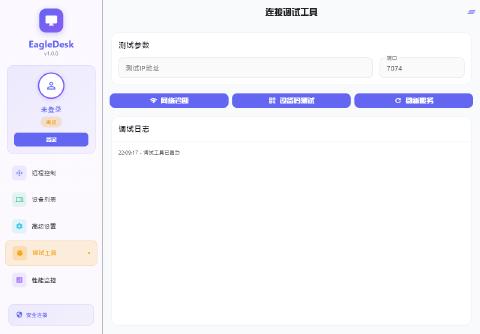 连接调试工具
EagleDesk
v1.0.0
未登录
登录
远程控制
设备列表
高级设置
调试工具
性能监控
安全连接
测试参数
测试IP地址
端口
7074
网络诊断
设备码测试
刷新服务
调试日志
22:09:17 - 调试工具已启动